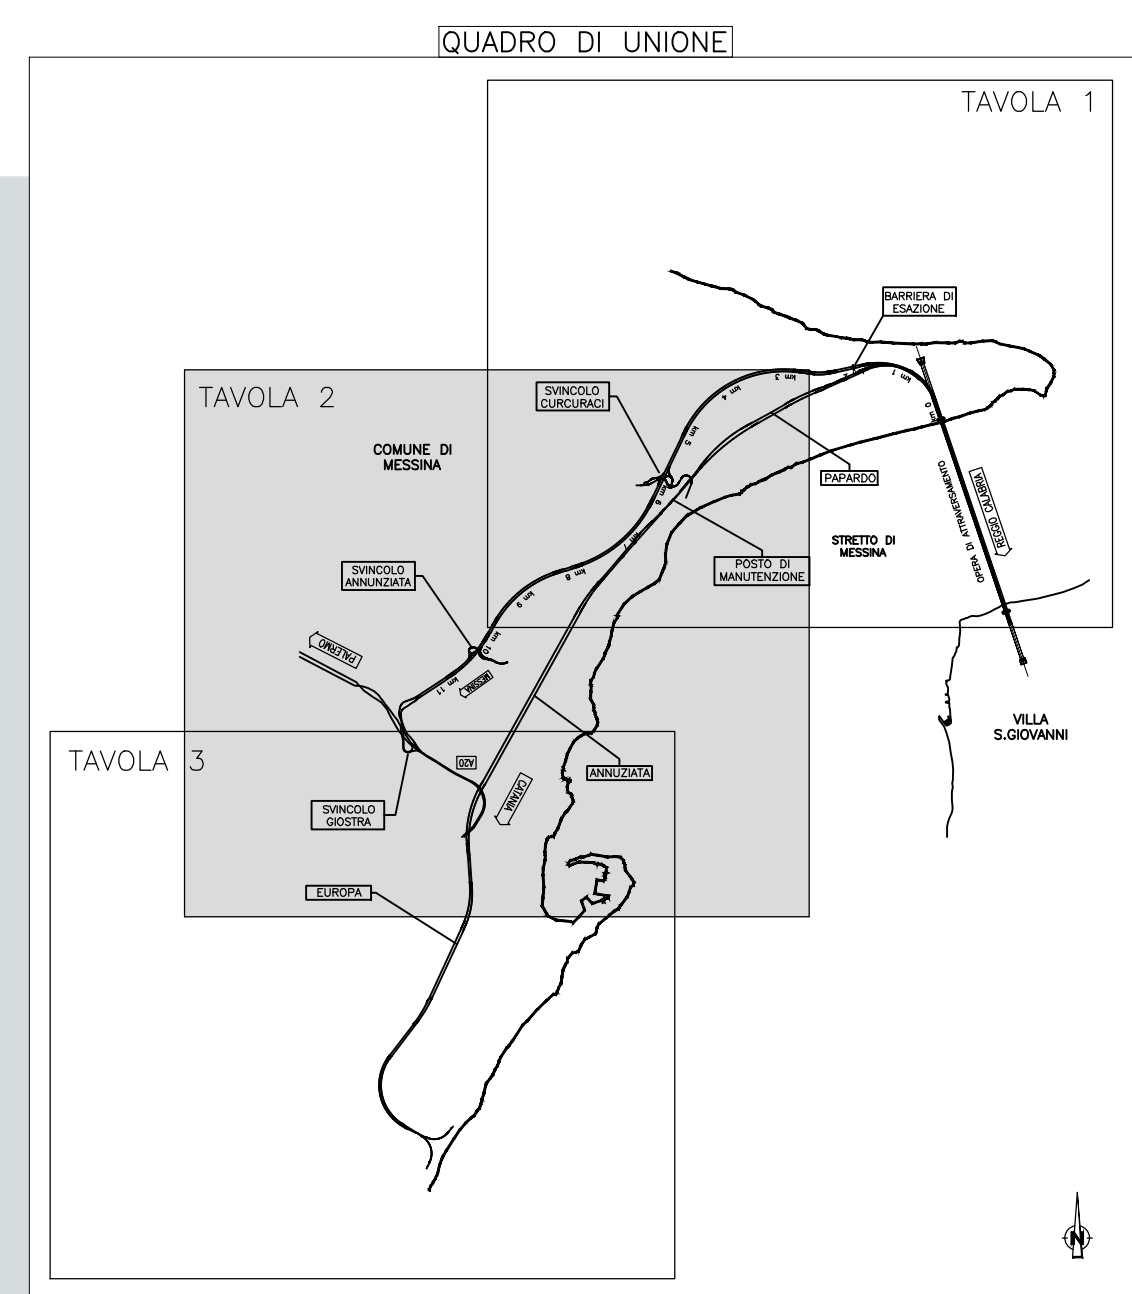 QUADRO DI UNIONE
TAVOLA 1
BARRIERA DI
ESAZIONE
TAVOLA 2
SVINCOLO
CURCURACI
COMUNE DI
MESSINA
km 0
km 1
2
km 3
km 4
km 5
km 6
km 7
km 8
km 9
km 10
km 11
PAPARDO
OPERA DI ATTRAVERSAMENTO
REGGIO CALABRIA
STRETTO DI
MESSINA
POSTO DI
MANUTENZIONE
SVINCOLO
ANNUNZIATA
PALERMO
MESSINA
VILLA
S.GIOVANNI
TAVOLA 3
A20
ANNUZIATA
CATANIA
SVINCOLO
GIOSTRA
EUROPA
N